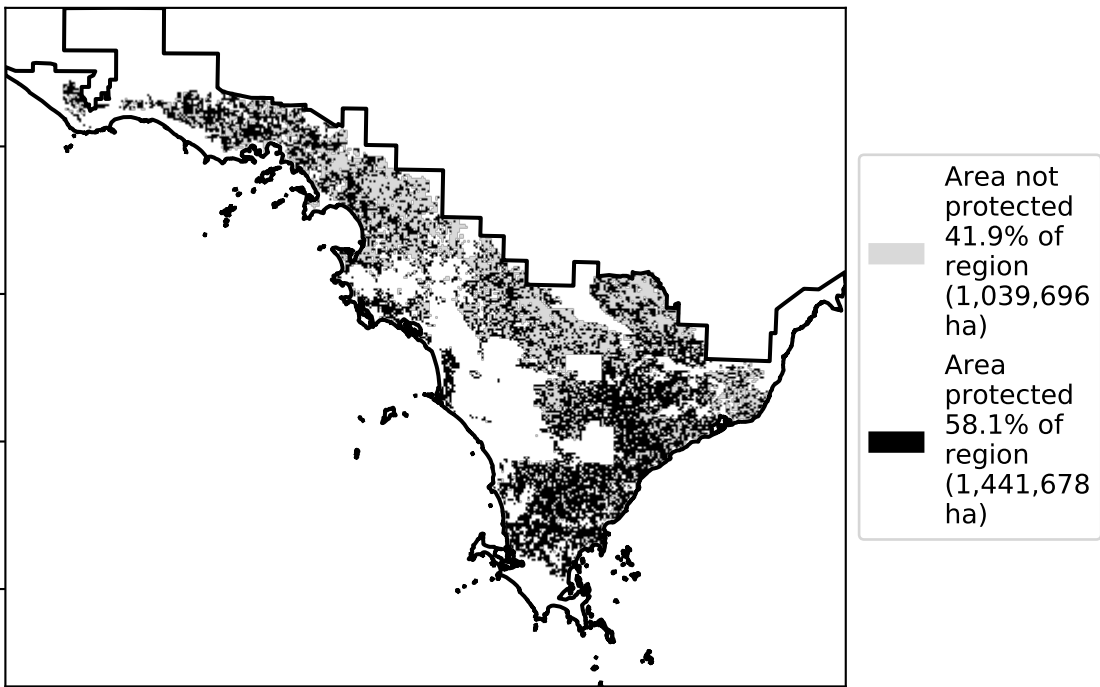 Area not
protected
41.9% of
region
(1,039,696
ha)
Area
protected
58.1% of
region
(1,441,678
ha)